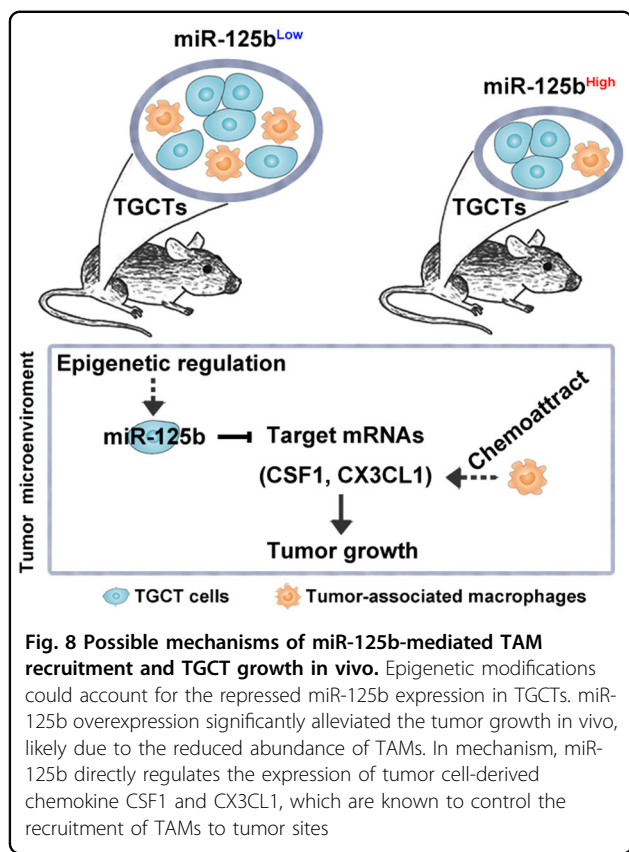 miR-125bLow
miR-125bHigh
TGCTs
TGCTs
Tumor microenviroment
Epigenetic regulation
miR-125b
Target mRNAs
(CSF1, CX3CL1)
Chemoattract
Tumor growth
TGCT cells
Tumor-associated macrophages
Fig. 8 Possible mechanisms of miR-125b-mediated TAM
recruitment and TGCT growth in vivo. Epigenetic modifications
could account for the repressed miR-125b expression in TGCTs. miR-
125b overexpression significantly alleviated the tumor growth in vivo,
likely due to the reduced abundance of TAMs. In mechanism, miR-
125b directly regulates the expression of tumor cell-derived
chemokine CSF1 and CX3CL1, which are known to control the
recruitment of TAMs to tumor sites